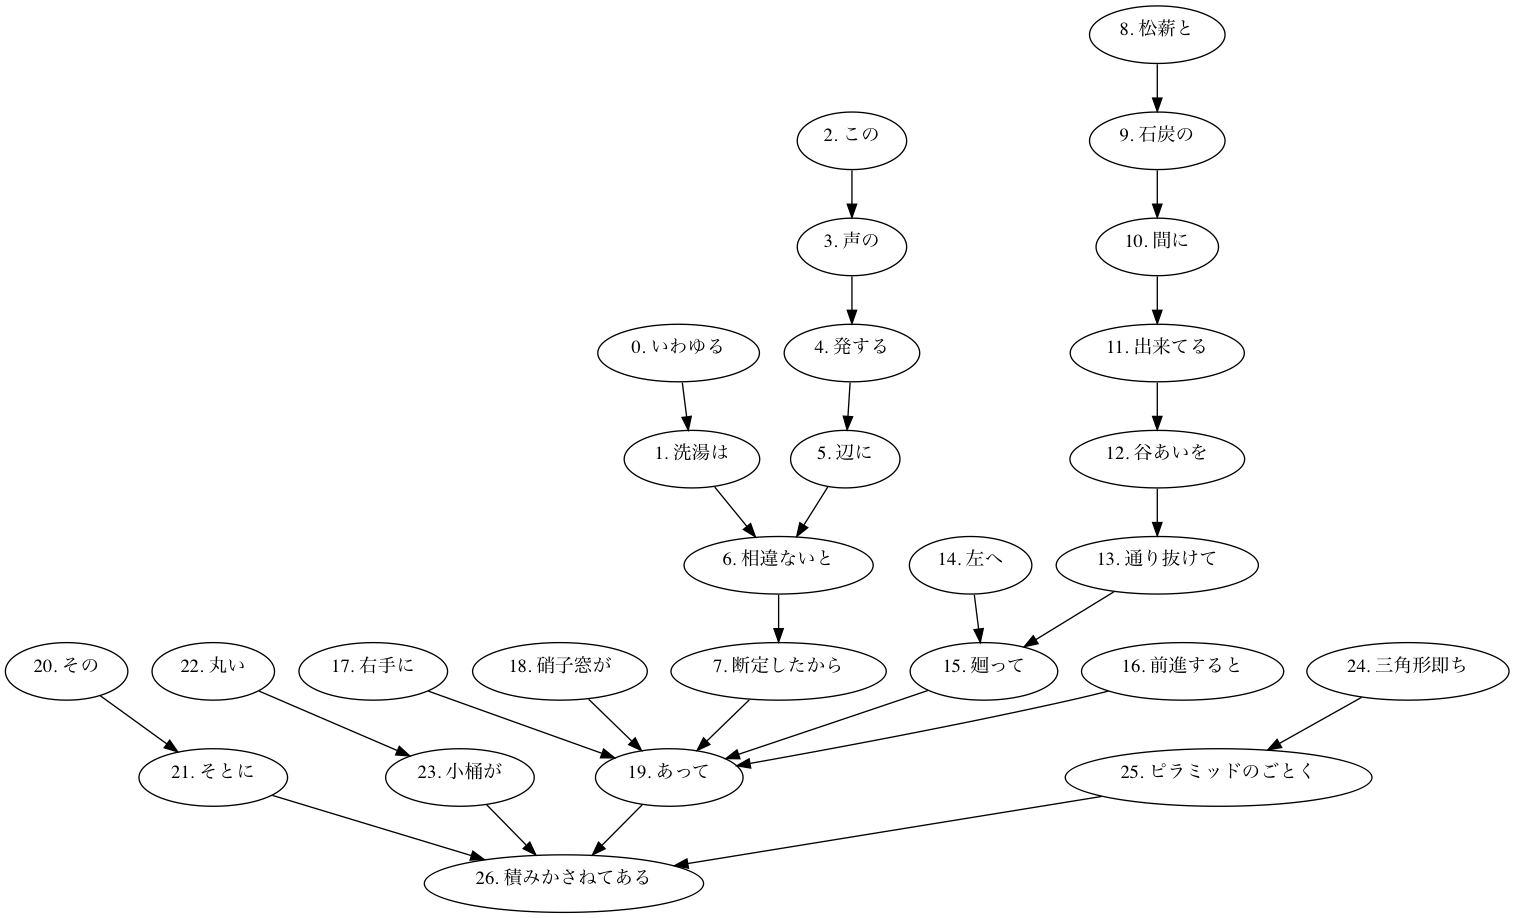 8. 松薪と
2. この
9. 石炭の
3. 声の
10. 間に
0. いわゆる
4. 発する
11. 出来てる
1. 洗湯は
5. 辺に
12. 谷あいを
6. 相違ないと
14. 左へ
13. 通り抜けて
20. その
22. 丸い
17. 右手に
18. 硝子窓が
7. 断定したから
15. 廻って
16. 前進すると
24. 三角形即ち
21. そとに
23. 小桶が
19. あって
25. ピラミッドのごとく
26. 積みかさねてある